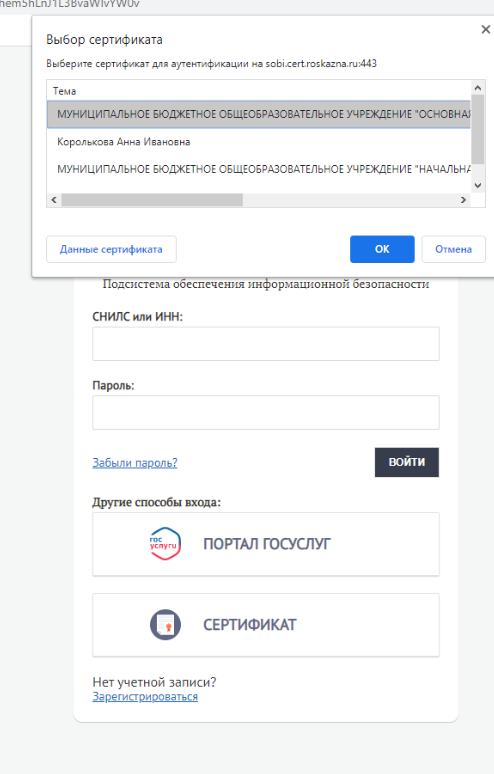 Выбор сертификата
Выберите сертификат для аутентификации на sobi.cert.roskazna.ru:443
Тема
МУНИЦИПАЛЬНОЕ БЮДЖЕТНОЕ ОБЩЕОБРАЗОВАТЕЛЬНОЕ УЧРЕЖДЕНИЕ "ОСНОВНАЯ
Королькова Анна Ивановна
МУНИЦИПАЛЬНОЕ БЮДЖЕТНОЕ ОБЩЕОБРАЗОВАТЕЛЬНОЕ УЧРЕЖДЕНИЕ "НАЧАЛЬНА
Данные сертификата
ОК
Отмена
Подсистема обеспечения информационной безопасности
СНИЛС или ИНН:
Пароль:
Забыли пароль?
ВОЙТИ
Другие способы входа:
гос
услуги
ПОРТАЛ ГОСУСЛУГ
СЕРТИФИКАТ
Нет учетной записи?
Зарегистрироваться